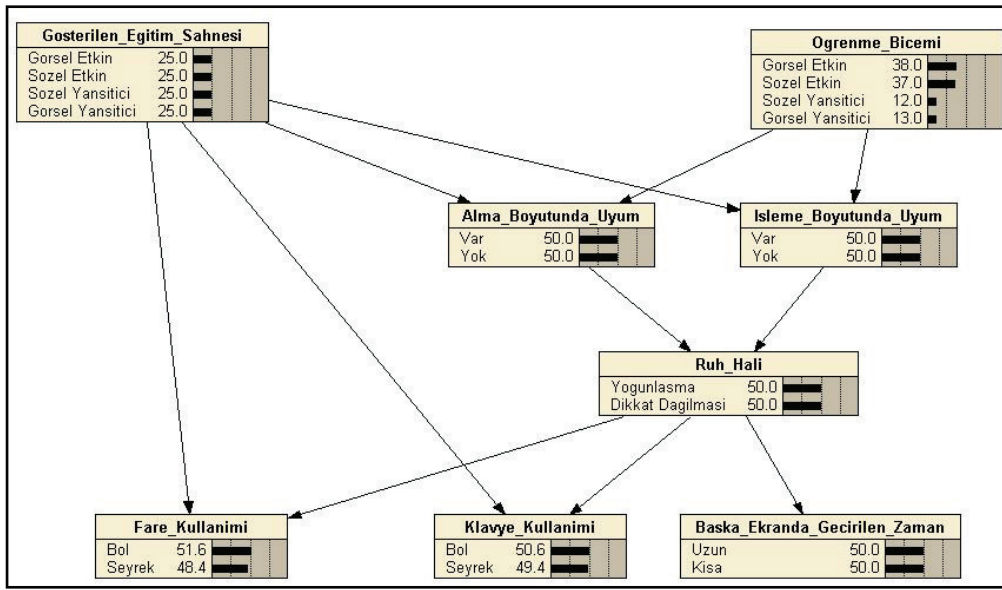 Gosterilen_Egitim_Sahnesi
Gorsel Etkin 25.0
Sozel Etkin 25.0
Sozel Yansitici 25.0
Gorsel Yansitici 25.0
Ogrenme_Bicemi
Gorsel Etkin 38.0
Sozel Etkin 37.0
Sozel Yansitici 12.0
Gorsel Yansitici 13.0
Alma_Boyutunda_Uyum
Var 50.0
Yok 50.0
Isleme_Boyutunda_Uyum
Var 50.0
Yok 50.0
Ruh_Hali
Yogunlasma 50.0
Dikkat Dagilmasi 50.0
Fare_Kullanimi
Bol 51.6
Seyrek 48.4
Klavye_Kullanimi
Bol 50.6
Seyrek 49.4
Baska_Ekranda_Gecirilen_Zaman
Uzun 50.0
Kisa 50.0